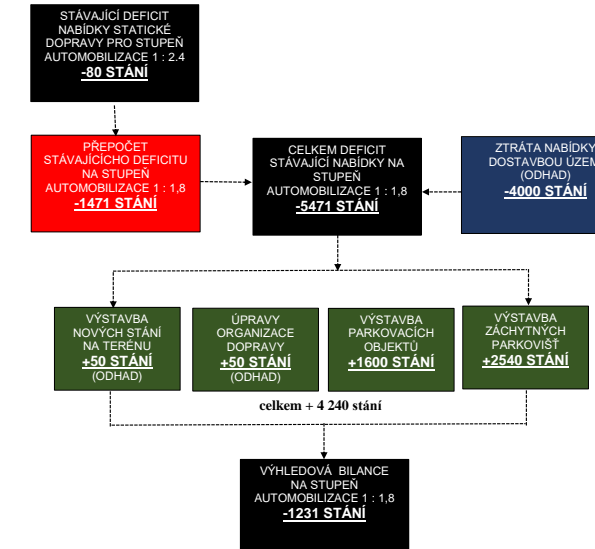 STÁVAJÍCÍ DEFICIT
NABÍDKY STATICKÉ
DOPRAVY PRO STUPEŇ
AUTOMOBILIZACE 1 : 2.4
-80 STÁNÍ
PŘEPOČET
STÁVAJÍCÍCHO DEFICITU
NA STUPEŇ
AUTOMOBILIZACE 1 : 1,8
-1471 STÁNÍ
CELKEM DEFICIT
STÁVAJÍCÍ NABÍDKY NA
STUPEŇ
AUTOMOBILIZACE 1 : 1,8
-5471 STÁNÍ
ZTRÁTA NABÍDKY
DOSTAVBOU ÚZEM
(ODHAD)
-4000 STÁNÍ
VÝSTAVBA
NOVÝCH STÁNÍ
NA TERÉNU
+50 STÁNÍ
(ODHAD)
ÚPRAVY
ORGANIZACE
DOPRAVY
+50 STÁNÍ
(ODHAD)
VÝSTAVBA
PARKOVACÍCH
OBJEKTŮ
+1600 STÁNÍ
VÝSTAVBA
ZÁCHYTNÝCH
PARKOVIŠŤ
+2540 STÁNÍ
celkem + 4 240 stání
VÝHLEDOVÁ BILANCE
NA STUPEŇ
AUTOMOBILIZACE 1 : 1,8
-1231 STÁNÍ